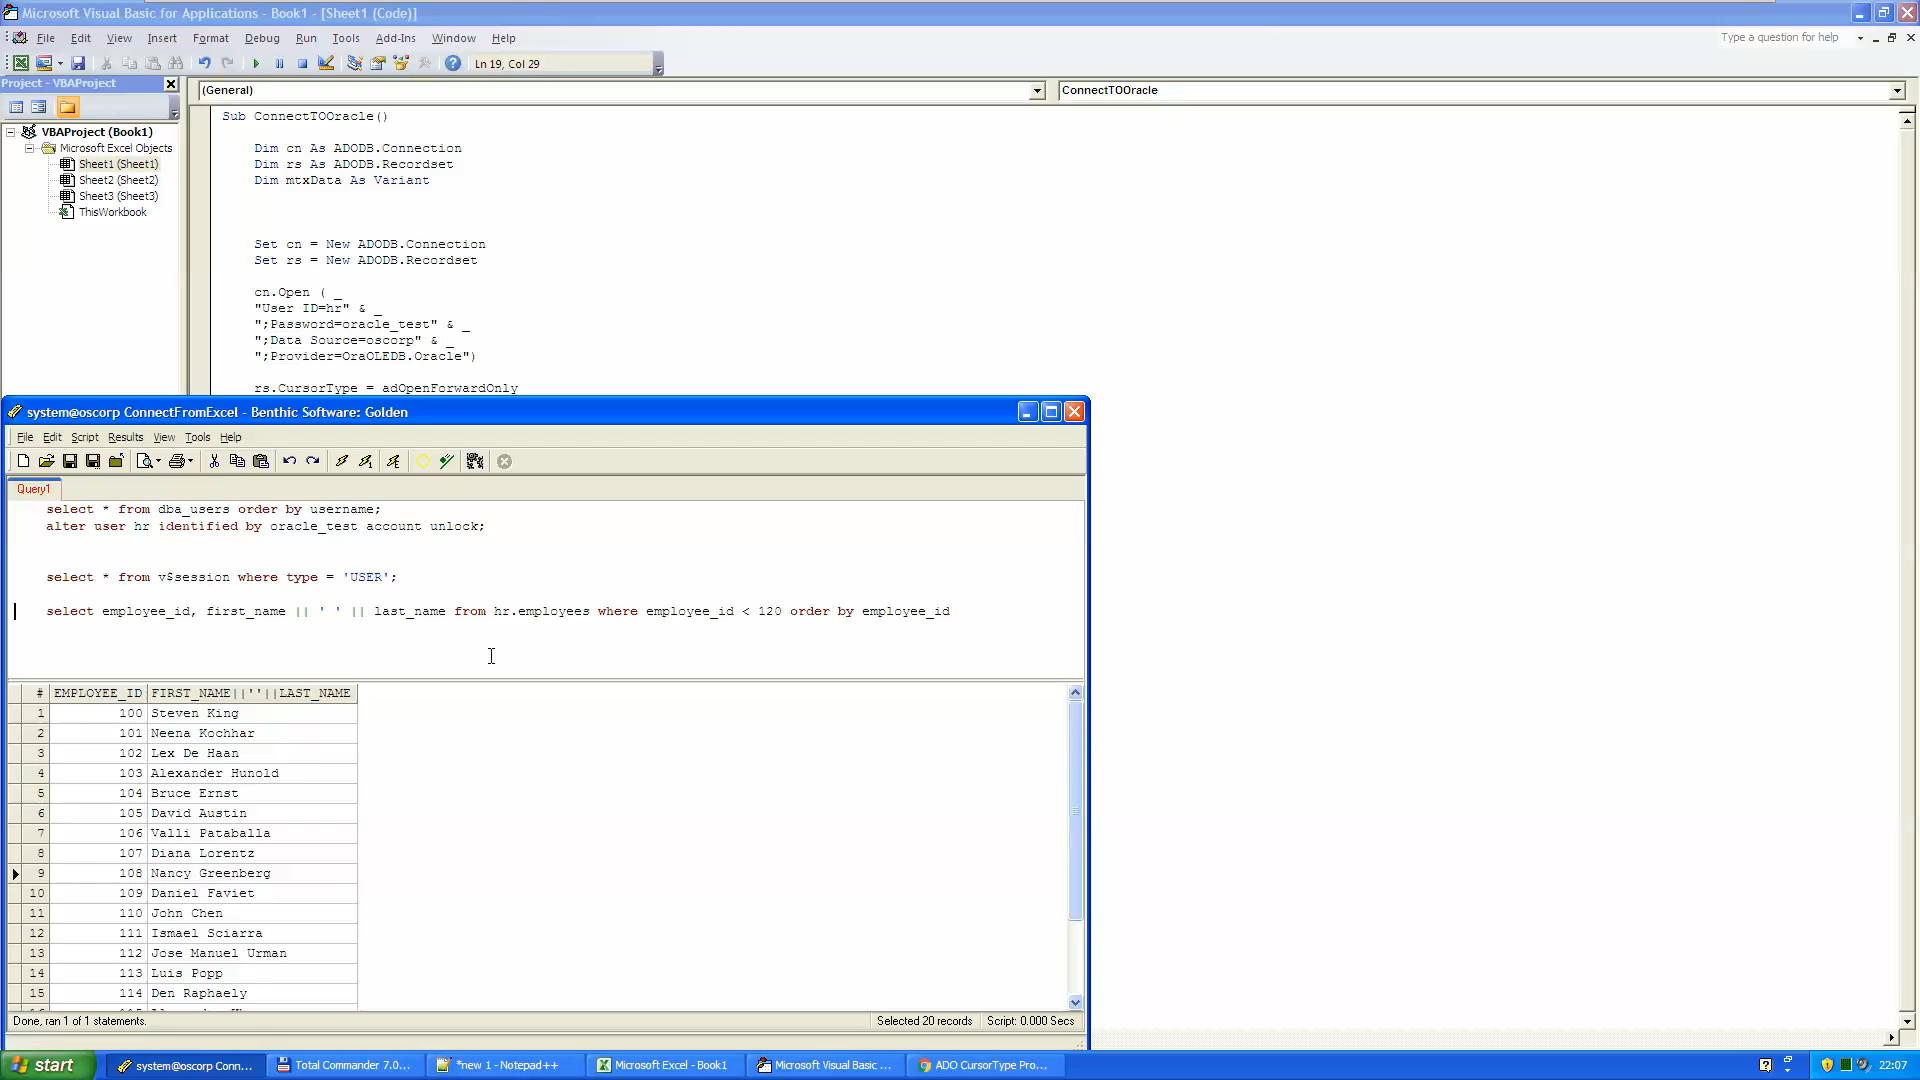 Microsoft Visual Basic for Applications - Book1 - [Sheet1 (Code)]
File Edit View Insert Format Debug Run Tools Add-Ins Window Help
Type a question for help
Ln 19, Col 29
Project - VBAProject
(General)
ConnectTOOracle
VBAProject (Book1)
Microsoft Excel Objects
Sheet1 (Sheet1)
Sheet2 (Sheet2)
Sheet3 (Sheet3)
ThisWorkbook
Sub ConnectTOOracle()
Dim cn As ADODB.Connection
Dim rs As ADODB.Recordset
Dim mtxData As Variant
Set cn = New ADODB.Connection
Set rs = New ADODB.Recordset
cn.Open ( _
"User ID=hr" & _
";Password=oracle_test" & _
";Data Source=oscorp" & _
";Provider=OraOLEDB.Oracle")
rs.CursorType = adOpenForwardOnly
system@oscorp ConnectFromExcel - Benthic Software: Golden
File Edit Script Results View Tools Help
Query1
select * from dba_users order by username;
alter user hr identified by oracle_test account unlock;
select * from v$session where type = 'USER';
select employee_id, first_name || ' ' || last_name from hr.employees where employee_id < 120 order by employee_id
# EMPLOYEE_ID FIRST_NAME||''||LAST_NAME
1 100 Steven King
2 101 Neena Kochhar
3 102 Lex De Haan
4 103 Alexander Hunold
5 104 Bruce Ernst
6 105 David Austin
7 106 Valli Pataballa
8 107 Diana Lorentz
9 108 Nancy Greenberg
10 109 Daniel Faviet
11 110 John Chen
12 111 Ismael Sciarra
13 112 Jose Manuel Urman
14 113 Luis Popp
15 114 Den Raphaely
Done, ran 1 of 1 statements.
Selected 20 records
Script: 0.000 Secs
start
system@oscorp Conn...
Total Commander 7.0...
*new 1 - Notepad++
Microsoft Excel - Book1
Microsoft Visual Basic ...
ADO CursorType Pro...
22:07